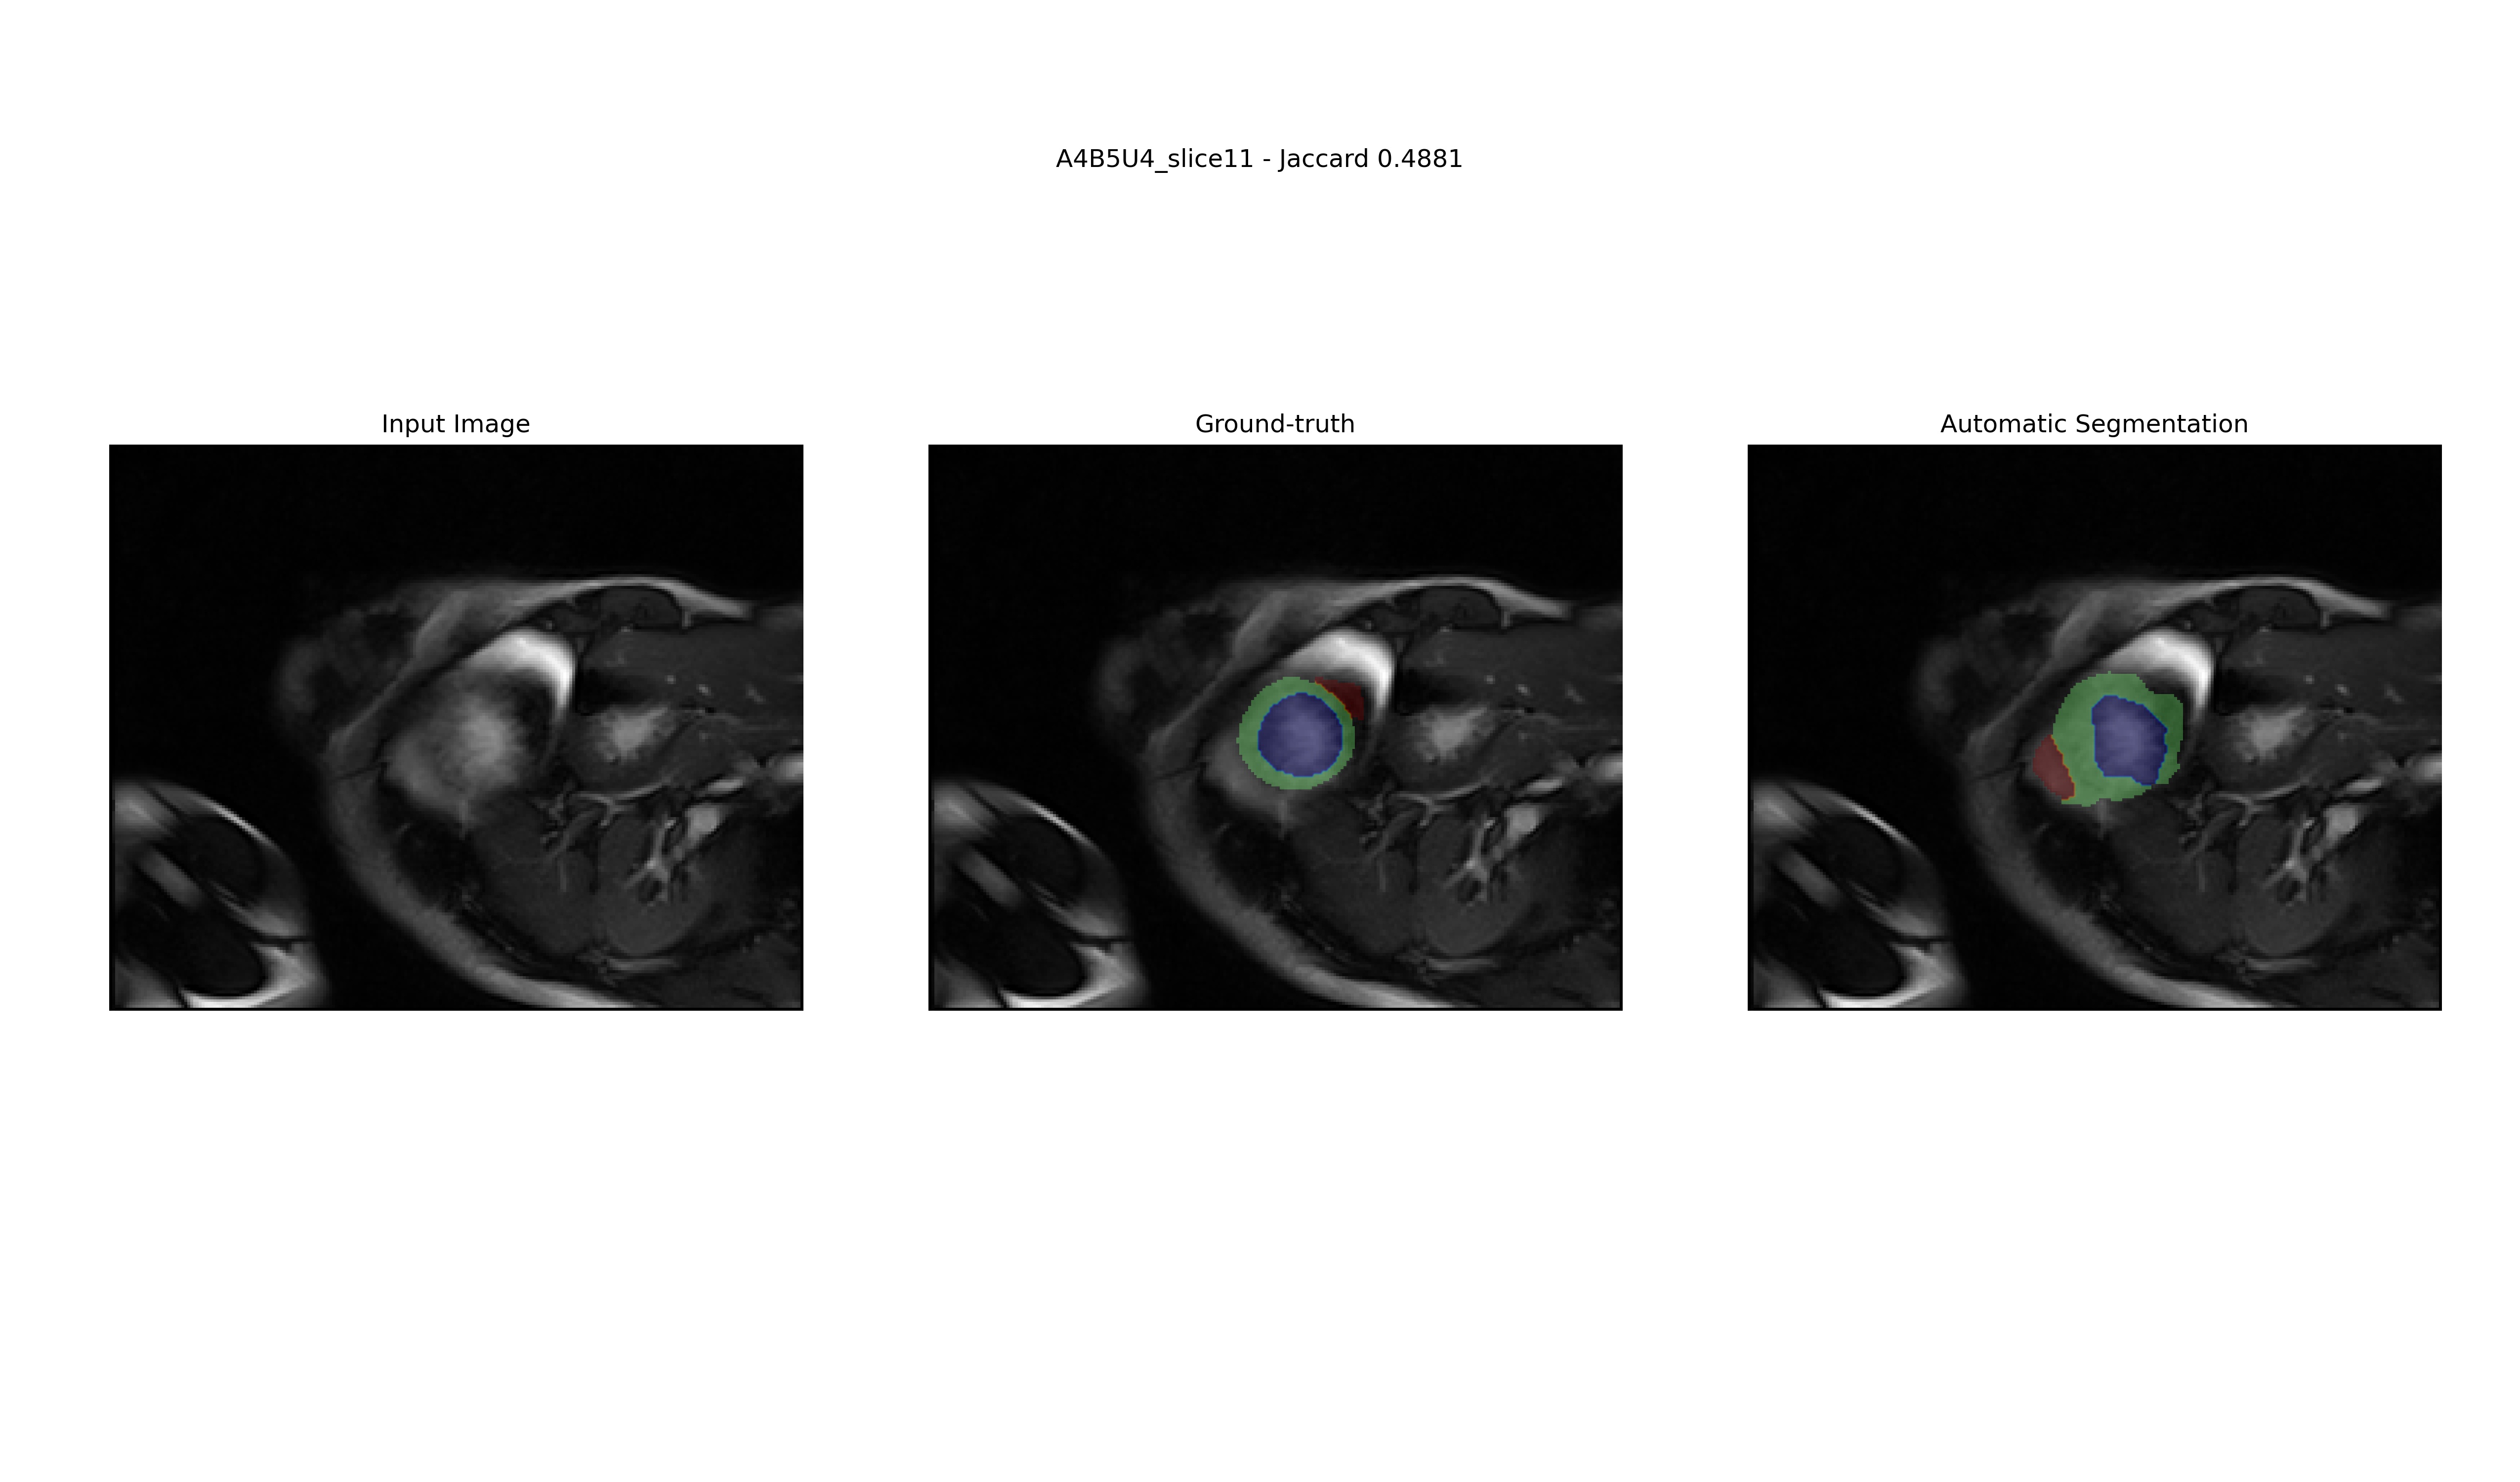 A4B5U4_slice11 - Jaccard 0.4881
Input Image
Ground-truth
Automatic Segmentation